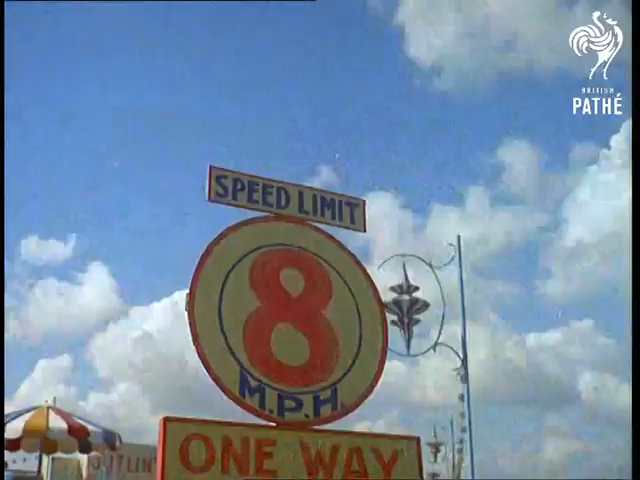 BRITISH
PATHÉ
SPEED LIMIT
8
M.P.H.
ONE WAY